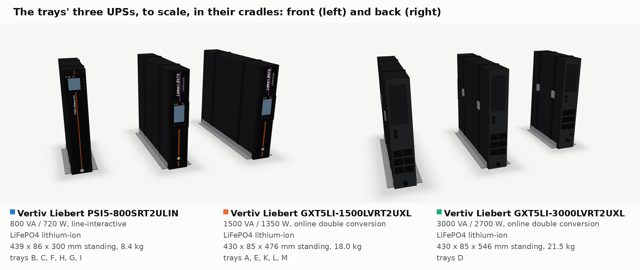 The trays' three UPSs, to scale, in their cradles: front (left) and back (right)
Vertiv Liebert PSI5-800SRT2ULIN
800 VA / 720 W, line-interactive
LiFePO4 lithium-ion
439 x 86 x 300 mm standing, 8.4 kg
trays B, C, F, H, G, I
Vertiv Liebert GXT5LI-1500LVRT2UXL
1500 VA / 1350 W, online double conversion
LiFePO4 lithium-ion
430 x 85 x 476 mm standing, 18.0 kg
trays A, E, K, L, M
Vertiv Liebert GXT5LI-3000LVRT2UXL
3000 VA / 2700 W, online double conversion
LiFePO4 lithium-ion
430 x 85 x 546 mm standing, 21.5 kg
trays D